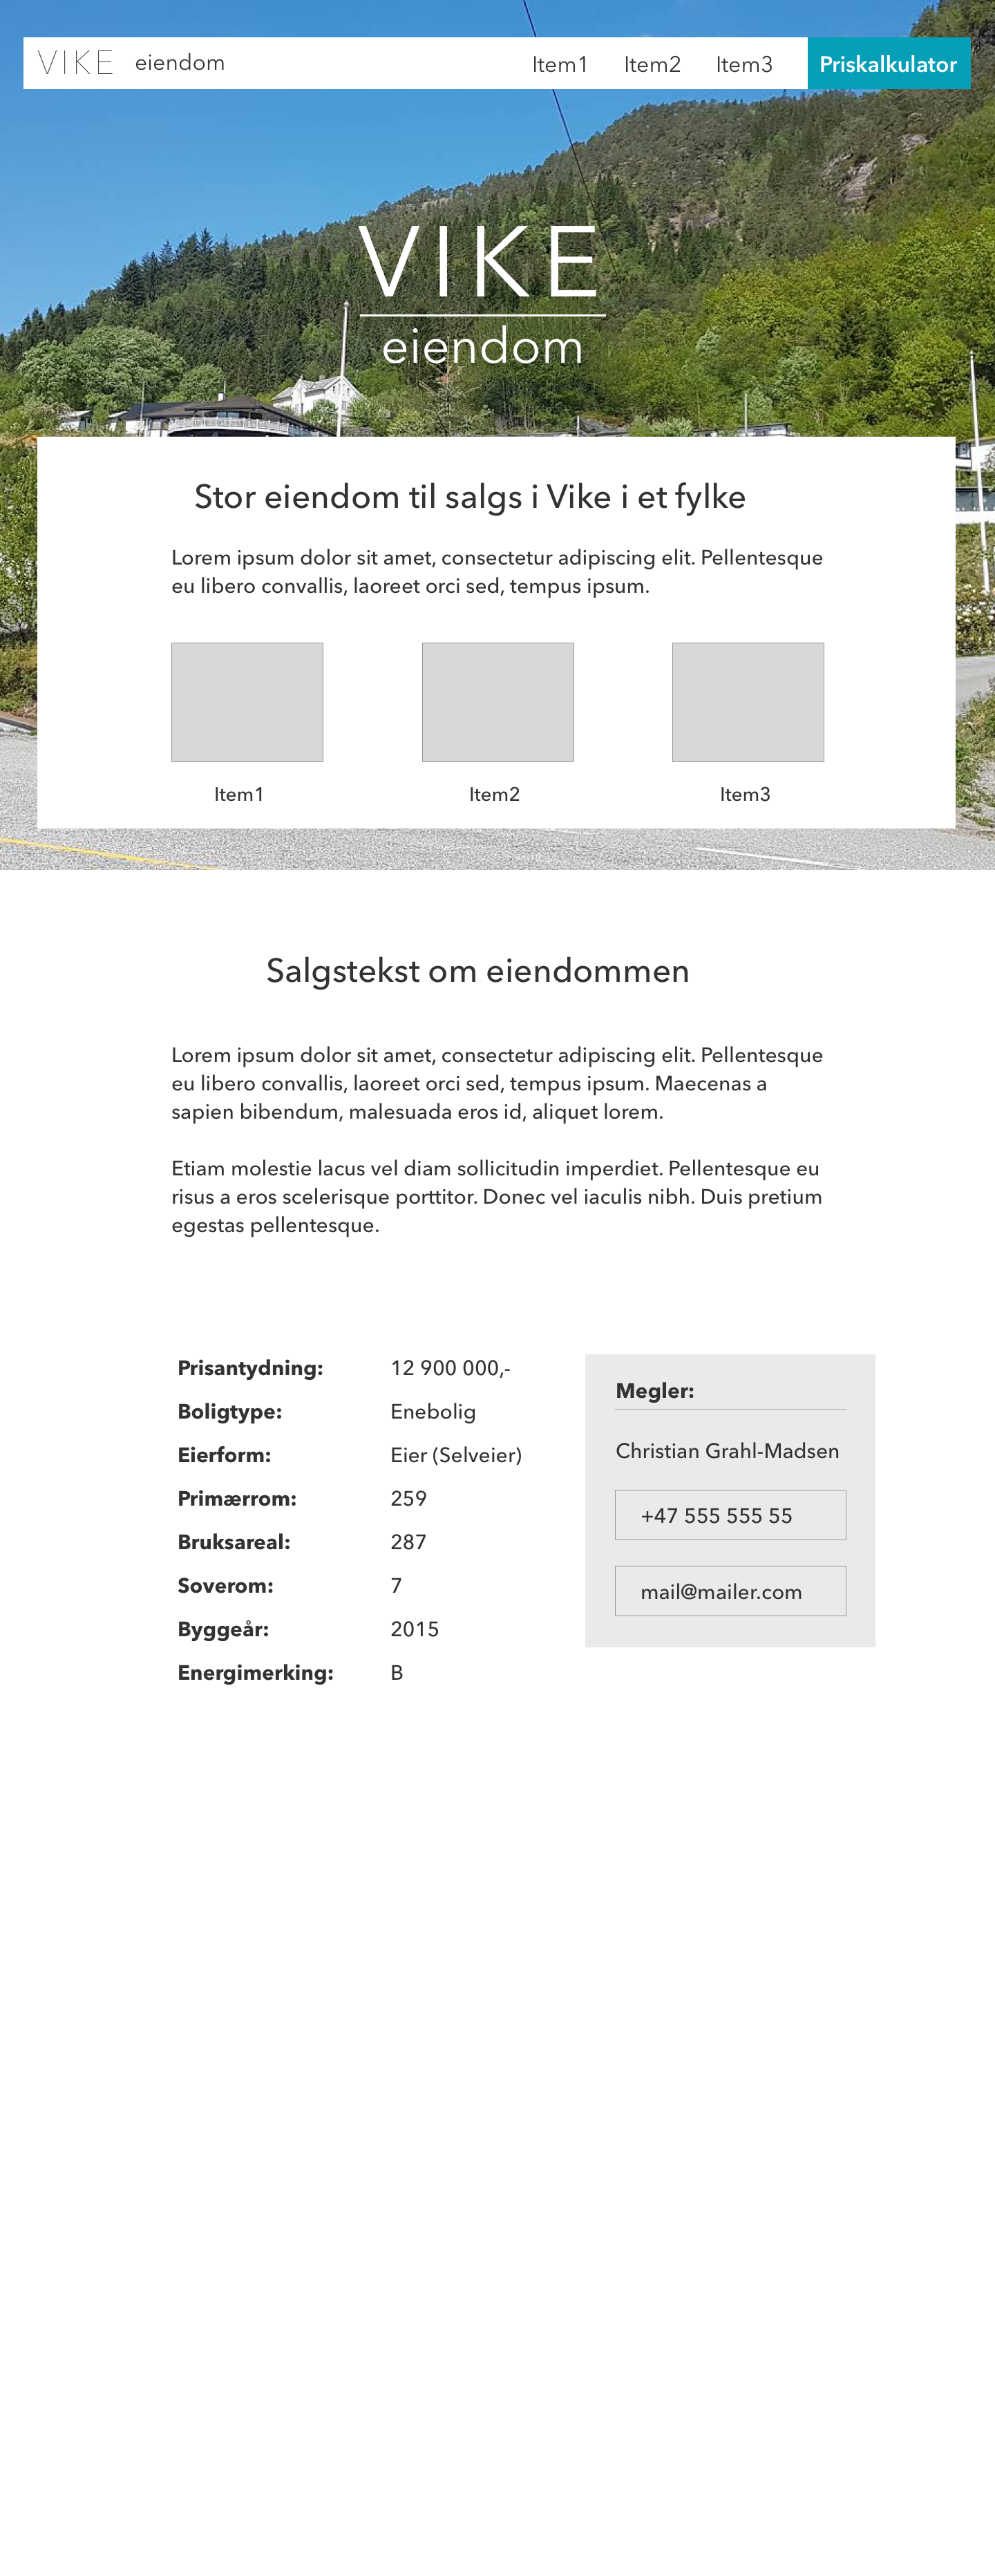 VIKE eiendom Item1 Item2 Item3 Priskalkulator
VIKE
eiendom
Stor eiendom til salgs i Vike i et fylke
Lorem ipsum dolor sit amet, consectetur adipiscing elit. Pellentesque
eu libero convallis, laoreet orci sed, tempus ipsum.
Item1 Item2 Item3
Salgstekst om eiendommen
Lorem ipsum dolor sit amet, consectetur adipiscing elit. Pellentesque
eu libero convallis, laoreet orci sed, tempus ipsum. Maecenas a
sapien bibendum, malesuada eros id, aliquet lorem.
Etiam molestie lacus vel diam sollicitudin imperdiet. Pellentesque eu
risus a eros scelerisque porttitor. Donec vel iaculis nibh. Duis pretium
egestas pellentesque.
Prisantydning: 12 900 000,-
Boligtype: Enebolig
Eierform: Eier (Selveier)
Primærrom: 259
Bruksareal: 287
Soverom: 7
Byggeår: 2015
Energimerking: B
Megler:
Christian Grahl-Madsen
+47 555 555 55
mail@mailer.com